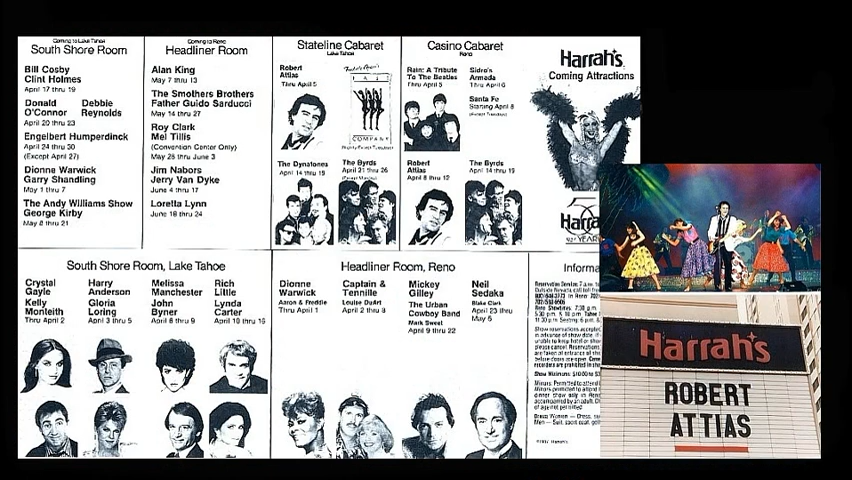 Coming to Lake Tahoe
South Shore Room
Bill Cosby
Clint Holmes
April 17 thru 19
Donald Debbie
O'Connor Reynolds
April 20 thru 23
Engelbert Humperdinck
April 24 thru 30
(Except April 27)
Dionne Warwick
Garry Shandling
May 1 thru 7
The Andy Williams Show
George Kirby
May 8 thru 21
Coming to Reno
Headliner Room
Alan King
May 7 thru 13
The Smothers Brothers
Father Guido Sarducci
May 14 thru 27
Roy Clark
Mel Tillis
(Convention Center Only)
May 28 thru June 3
Jim Nabors
Jerry Van Dyke
June 4 thru 17
Loretta Lynn
June 18 thru 24
Stateline Cabaret
Lake Tahoe
Robert
Attias
Thru April 5
COMPANY
The Dynatones
April 14 thru 19
The Byrds
April 21 thru 26
Casino Cabaret
Reno
Rain: A Tribute
To The Beatles
Thru April 5
Sidro's
Armada
Thru April 6
Santa Fe
Starting April 8
Robert
Attias
April 8 thru 12
The Byrds
April 14 thru 19
Harrah's
Coming Attractions
50
Harra
YEAR
South Shore Room, Lake Tahoe
Crystal
Gayle
Kelly
Monteith
Thru April 2
Harry
Anderson
Gloria
Loring
April 3 thru 5
Melissa
Manchester
John
Byner
April 8 thru 9
Rich
Little
Lynda
Carter
April 10 thru 16
Headliner Room, Reno
Dionne
Warwick
Aaron & Freddie
Thru April 1
Captain &
Tennille
Louise DuArt
April 2 thru 8
Mickey
Gilley
The Urban
Cowboy Band
Mark Sweet
April 9 thru 22
Neil
Sedaka
Blake Clark
April 23 thru
May 6
Informa
Harrah's
ROBERT
ATTIAS